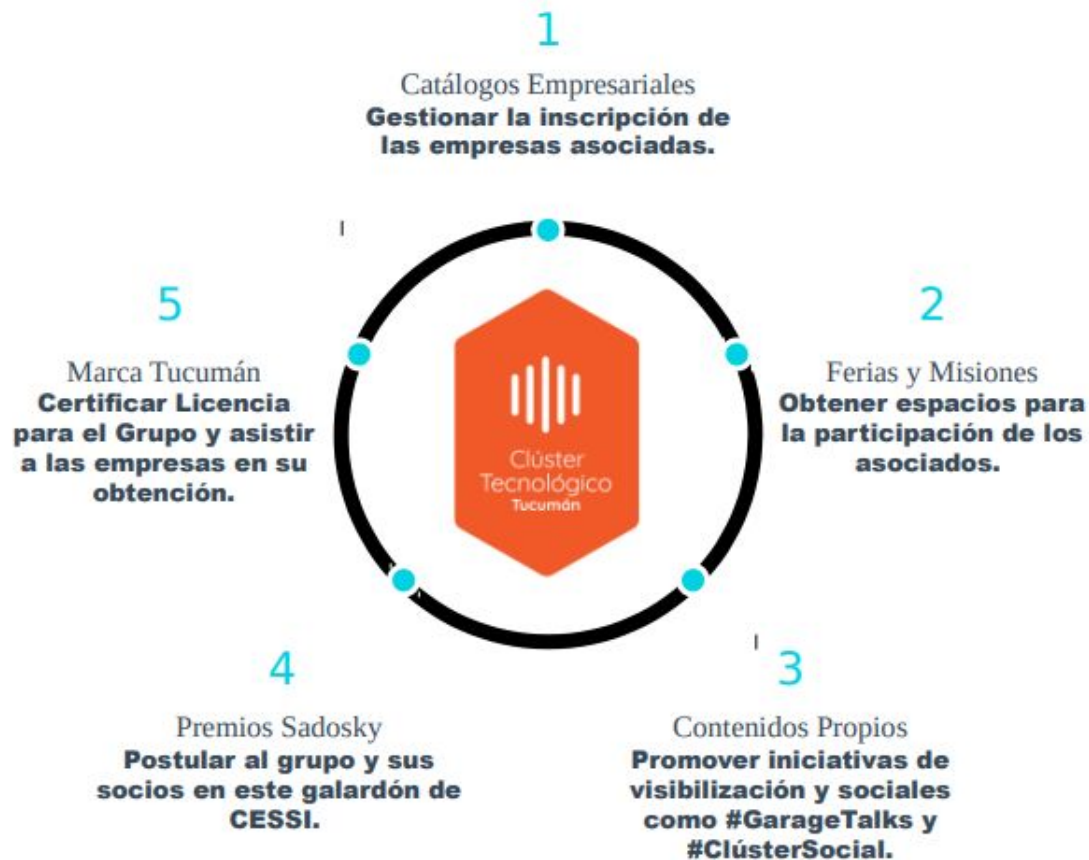 1
Catálogos Empresariales
Gestionar la inscripción de
las empresas asociadas.
2
Ferias y Misiones
Obtener espacios para
la participación de los
asociados.
3
Contenidos Propios
Promover iniciativas de
visibilización y sociales
como #GarageTalks y
#ClústerSocial.
4
Premios Sadosky
Postular al grupo y sus
socios en este galardón de
CESSI.
5
Marca Tucumán
Certificar Licencia
para el Grupo y asistir
a las empresas en su
obtención.
Clúster
Tecnológico
Tucumán